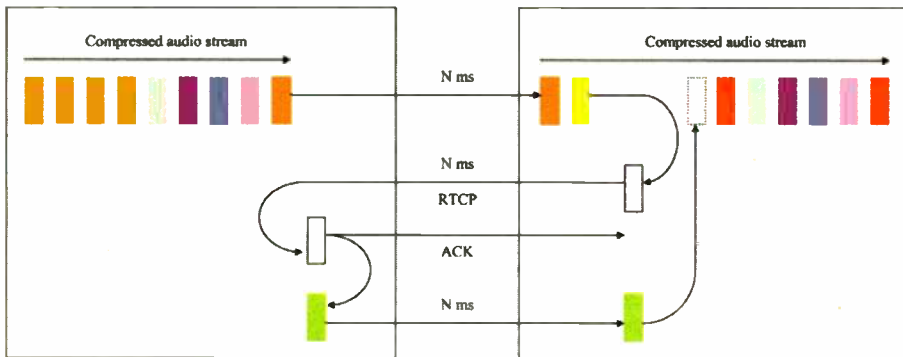 Compressed audio stream
Compressed audio stream
N ms
N ms
RTCP
ACK
N ms